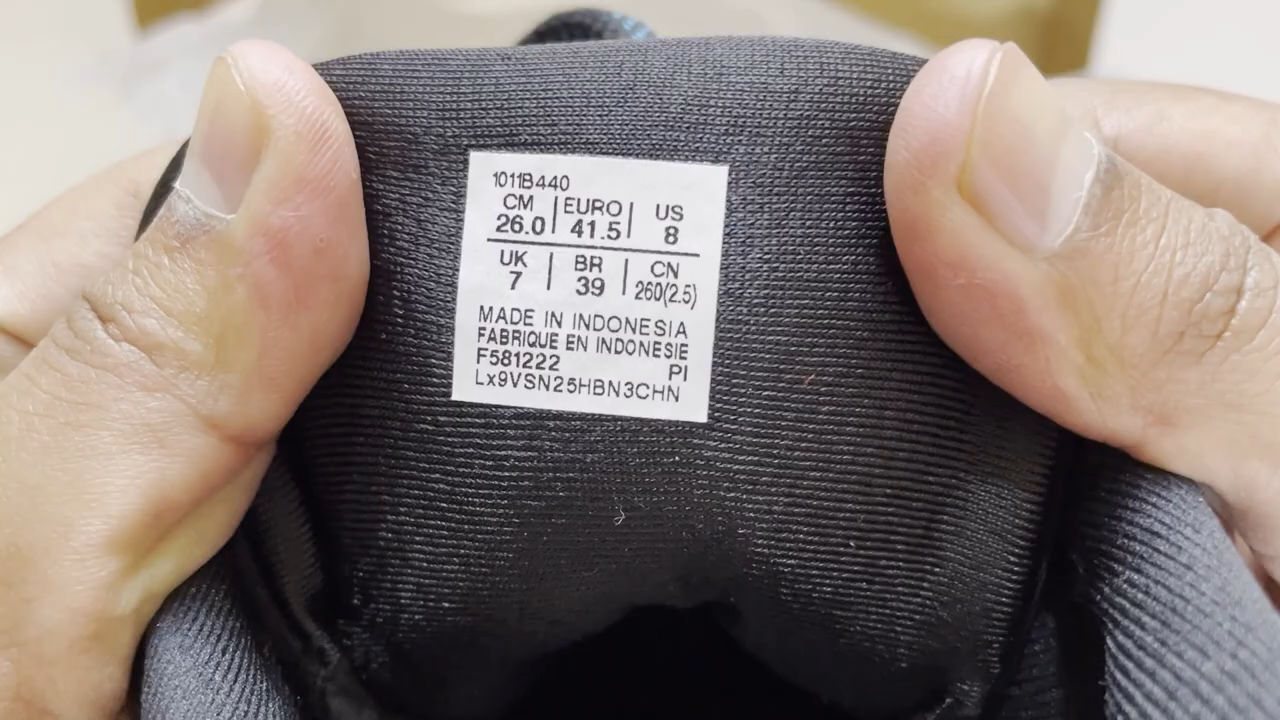 1011B440
CM | EURO | US
26.0 | 41.5 | 8
UK | BR | CN
7 | 39 | 260(2.5)
MADE IN INDONESIA
FABRIQUE EN INDONESIE
F581222 PI
Lx9VSN25HBN3CHN